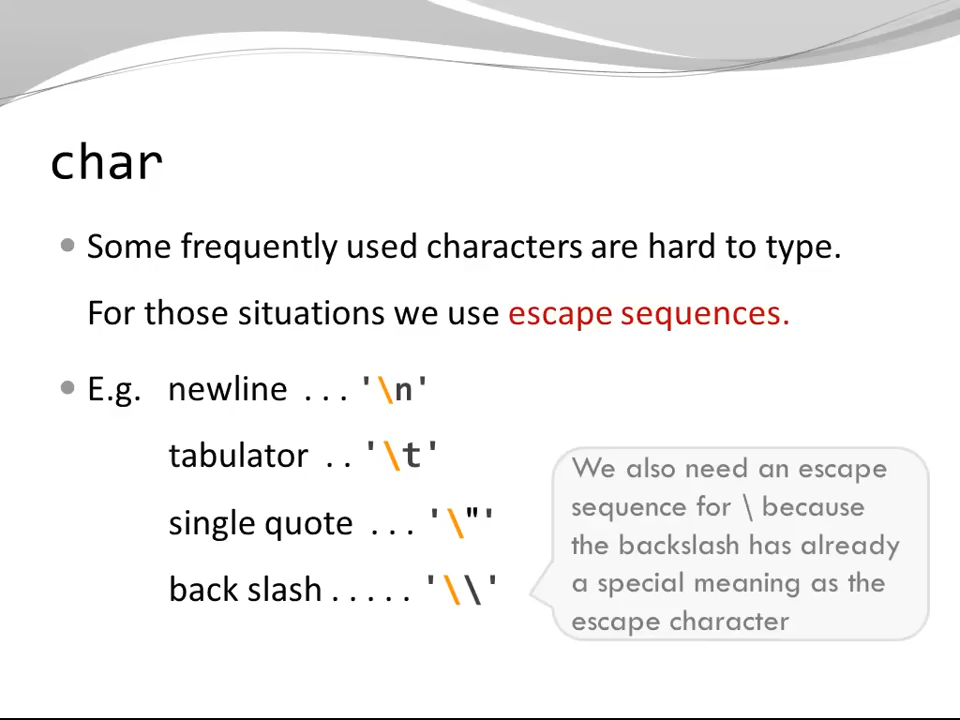 char
Some frequently used characters are hard to type.
For those situations we use escape sequences.
E.g. newline . . . '\n'
tabulator . . '\t'
single quote . . . '\"'
back slash . . . . . '\\'
We also need an escape
sequence for \ because
the backslash has already
a special meaning as the
escape character